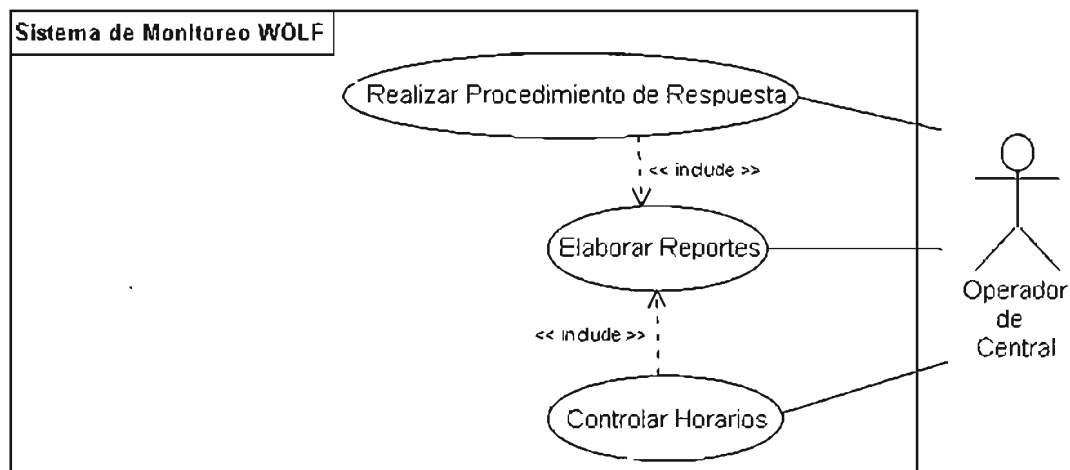 Sistema de Monitoreo WOLF
Realizar Procedimiento de Respuesta
<< include >>
Elaborar Reportes
<< include >>
Controlar Horarios
Operador
de
Central